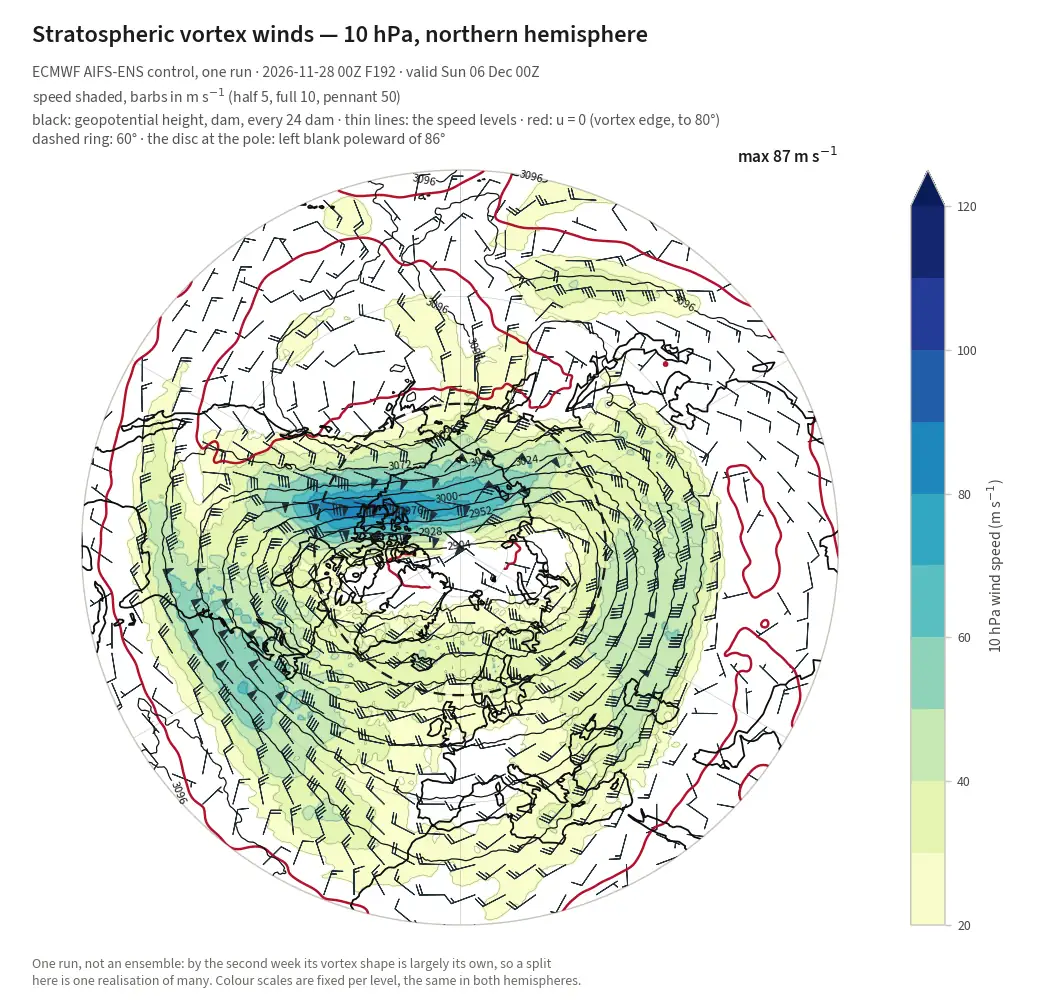 Stratospheric vortex winds — 10 hPa, northern hemisphere
ECMWF AIFS-ENS control, one run · 2026-11-28 00Z F192 · valid Sun 06 Dec 00Z
speed shaded, barbs in m s⁻¹ (half 5, full 10, pennant 50)
black: geopotential height, dam, every 24 dam · thin lines: the speed levels · red: u = 0 (vortex edge, to 80°)
dashed ring: 60° · the disc at the pole: left blank poleward of 86°
max 87 m s⁻¹
3096
3096
3096
3096
3072
3024
3000
2952
2928
2904
3096
120
100
80
60
40
20
10 hPa wind speed (m s⁻¹)
One run, not an ensemble: by the second week its vortex shape is largely its own, so a split
here is one realisation of many. Colour scales are fixed per level, the same in both hemispheres.